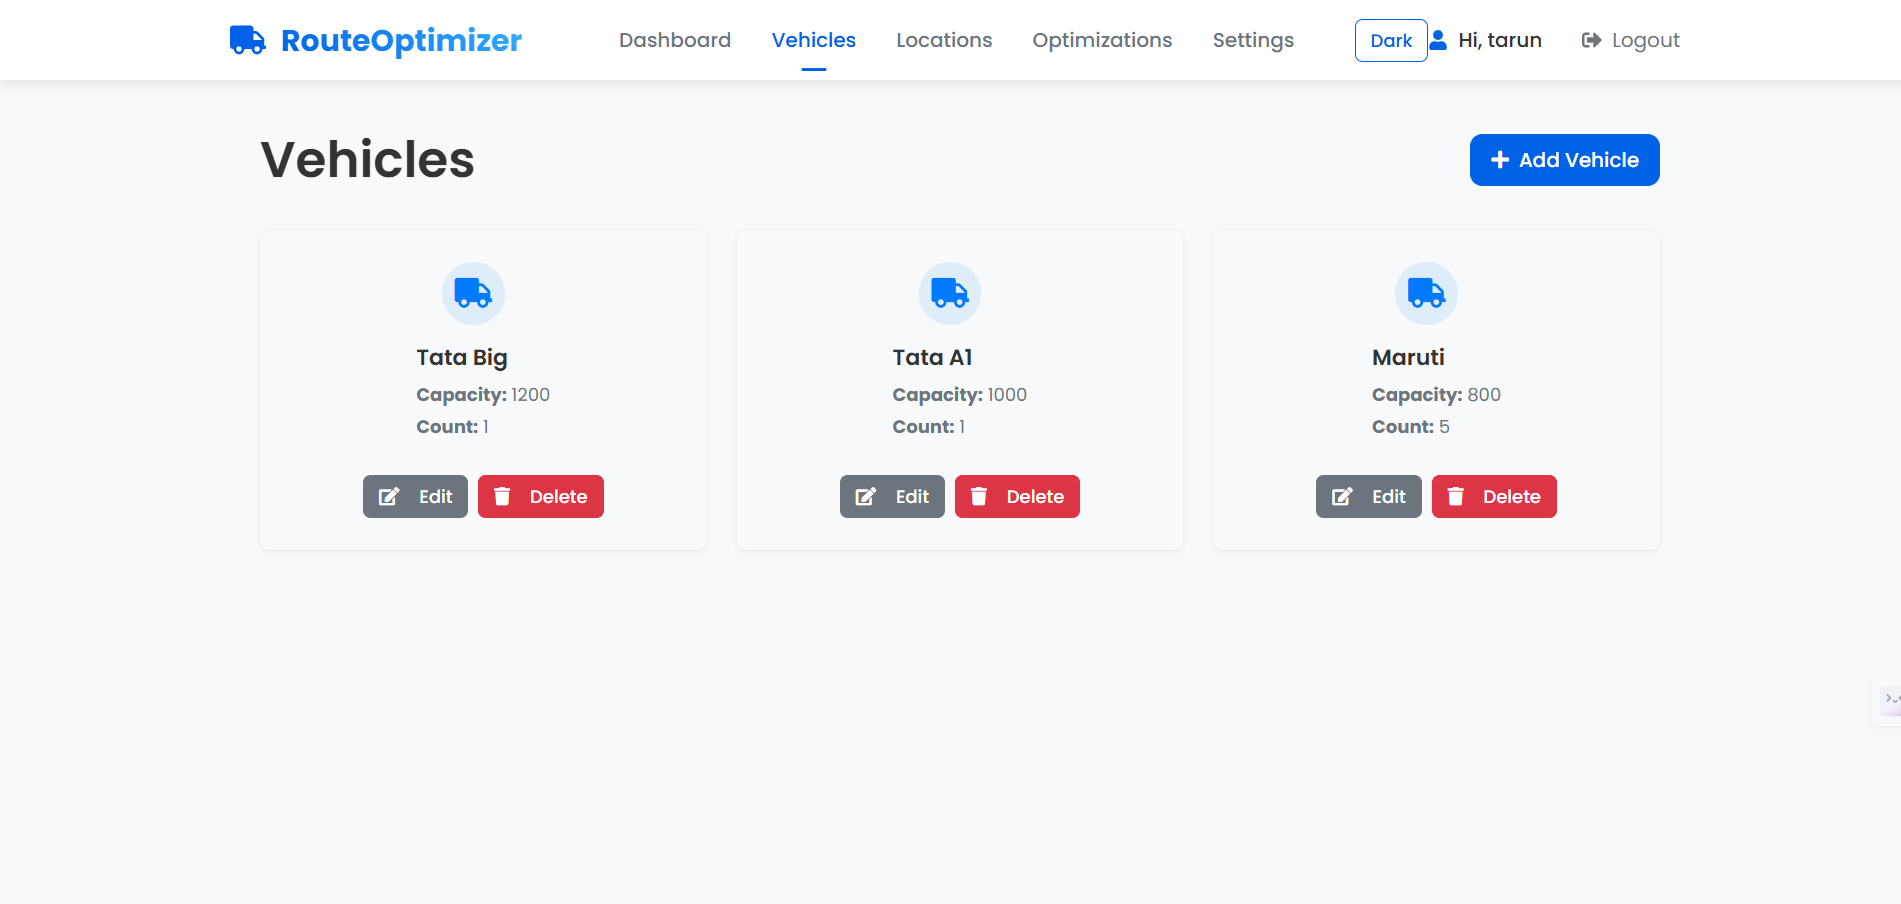 RouteOptimizer Dashboard Vehicles Locations Optimizations Settings Dark Hi, tarun Logout
Vehicles
Add Vehicle
Tata Big
Capacity: 1200
Count: 1
Edit Delete
Tata A1
Capacity: 1000
Count: 1
Edit Delete
Maruti
Capacity: 800
Count: 5
Edit Delete